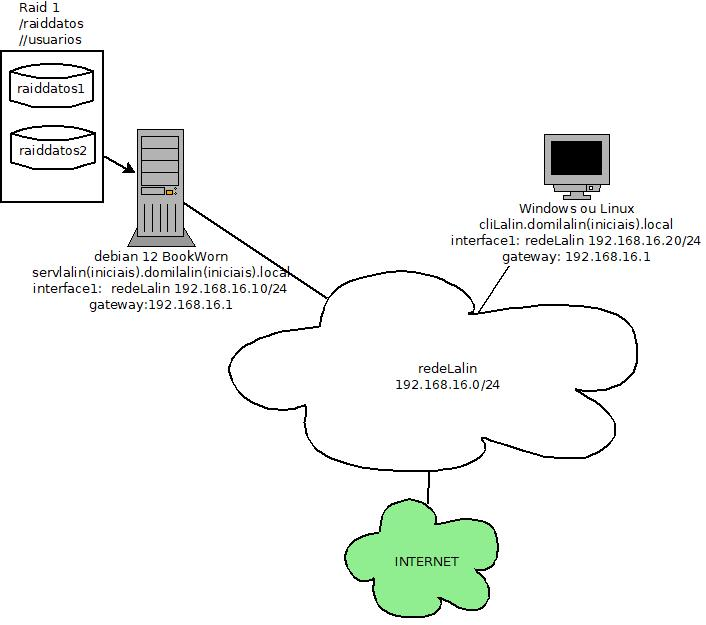 Raid 1
/raiddatos
//usuarios
raiddatos1
raiddatos2
debian 12 BookWorn
servlalin(iniciais).domilalin(iniciais).local
interface1:  redeLalin 192.168.16.10/24
gateway:192.168.16.1
Windows ou Linux
cliLalin.domilalin(iniciais).local
interface1: redeLalin 192.168.16.20/24
gateway: 192.168.16.1
redeLalin
192.168.16.0/24
INTERNET